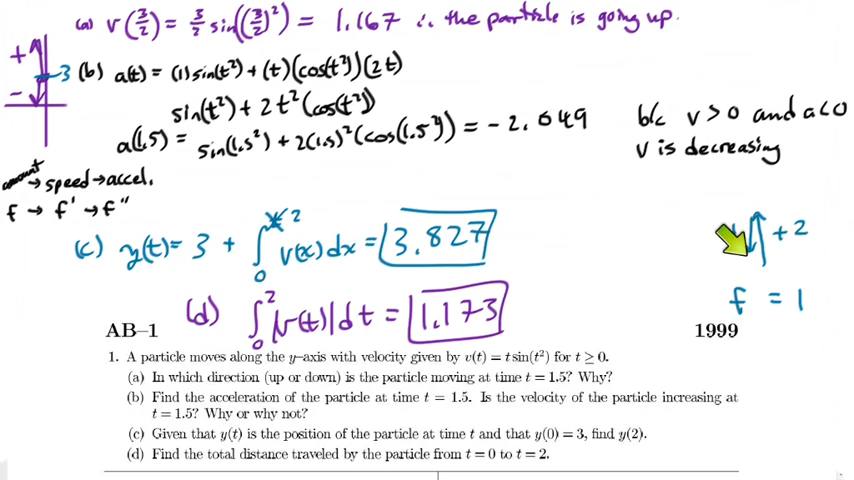 (a) v(3/2) = 3/2 sin((3/2)²) = 1.167 ∴ the particle is going up.
+
3
−
(b) a(t) = (1)sin(t²) + (t)(cos(t²))(2t)
sin(t²) + 2t²(cos(t²))
a(1.5) = sin(1.5²) + 2(1.5)²(cos(1.5²)) = -2.049
b/c v > 0 and a < 0
v is decreasing
amount → speed → accel.
f → f' → f"
(c) y(t) = 3 + ∫₀² v(x)dx = 3.827
+2
f = 1
(d) ∫₀² |v(t)|dt = 1.173
AB–1
1999
1. A particle moves along the y–axis with velocity given by v(t) = t sin(t²) for t ≥ 0.
(a) In which direction (up or down) is the particle moving at time t = 1.5? Why?
(b) Find the acceleration of the particle at time t = 1.5. Is the velocity of the particle increasing at
t = 1.5? Why or why not?
(c) Given that y(t) is the position of the particle at time t and that y(0) = 3, find y(2).
(d) Find the total distance traveled by the particle from t = 0 to t = 2.